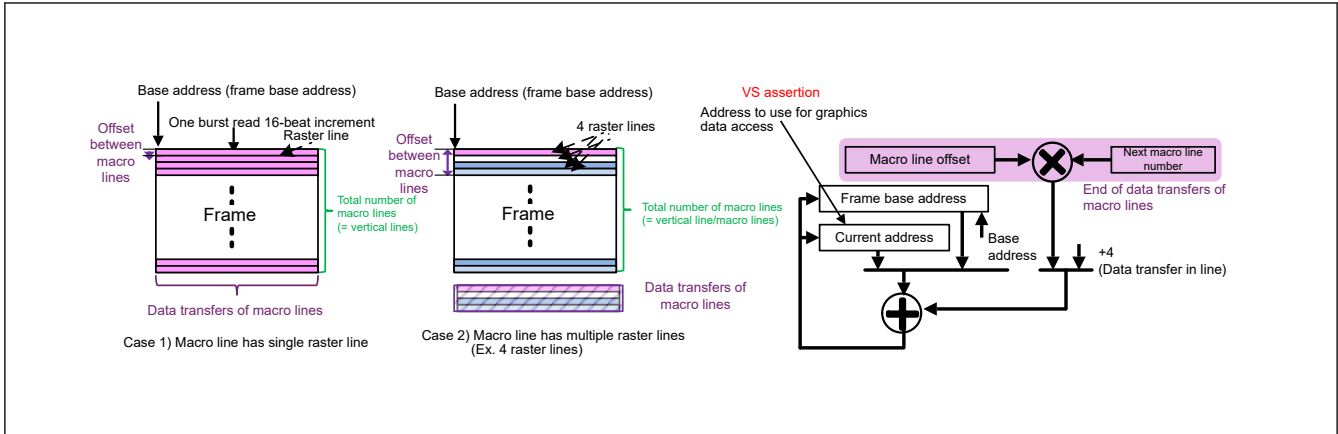 Base address (frame base address)
One burst read 16-beat increment
Raster line
Offset
between
macro
lines
Frame
Total number of
macro lines
(= vertical lines)
Data transfers of macro lines
Case 1) Macro line has single raster line
Base address (frame base address)
4 raster lines
Offset
between
macro
lines
Frame
Total number of macro lines
(= vertical line/macro lines)
Data transfers of
macro lines
Case 2) Macro line has multiple raster lines
(Ex. 4 raster lines)
VS assertion
Address to use for graphics
data access
Macro line offset
Next macro line
number
End of data transfers of
macro lines
Frame base address
Current address
Base
address
+4
(Data transfer in line)